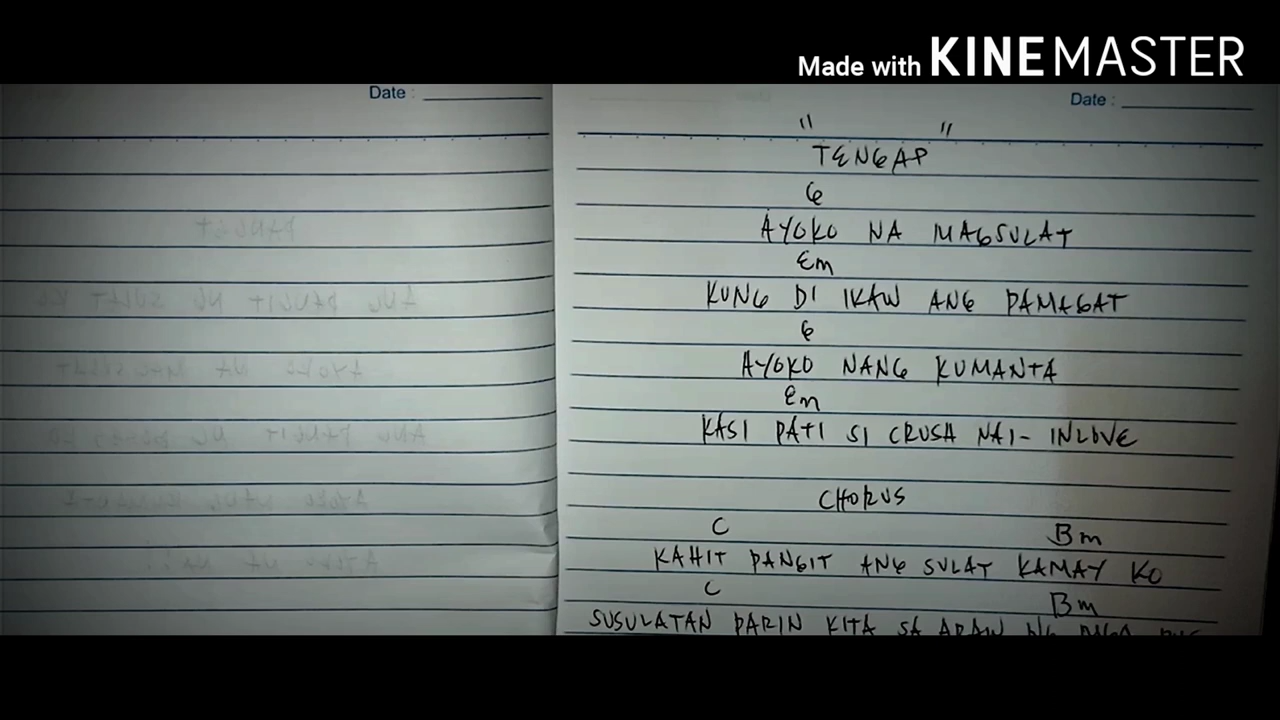 Made with KINEMASTER
Date :
Date :
" "
TENGAP
G
AYOKO NA MAGSULAT
Em
KUNG DI IKAW ANG PAMAGAT
G
AYOKO NANG KUMANTA
Em
KASI PATI SI CRUSH NAI- INLOVE
CHORUS
C Bm
KAHIT PANGIT ANG SULAT KAMAY KO
C Bm
SUSULATAN PARIN KITA SA ARAW NG